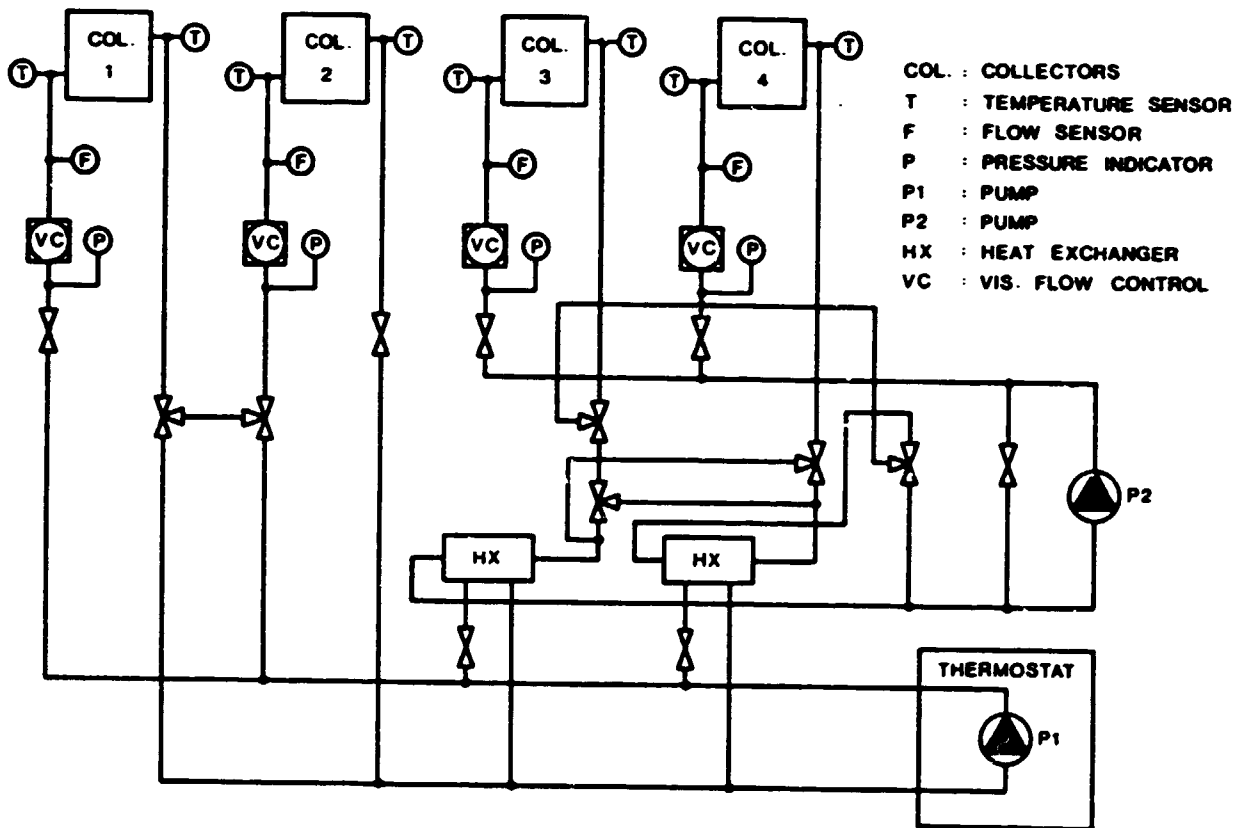 T COL. 1 T
T COL. 2 T
T COL. 3 T
T COL. 4 T
COL. : COLLECTORS
T : TEMPERATURE SENSOR
F : FLOW SENSOR
P : PRESSURE INDICATOR
P1 : PUMP
P2 : PUMP
HX : HEAT EXCHANGER
VC : VIS. FLOW CONTROL
F
F
F
F
VC P
VC P
VC P
VC P
P2
HX
HX
THERMOSTAT
P1